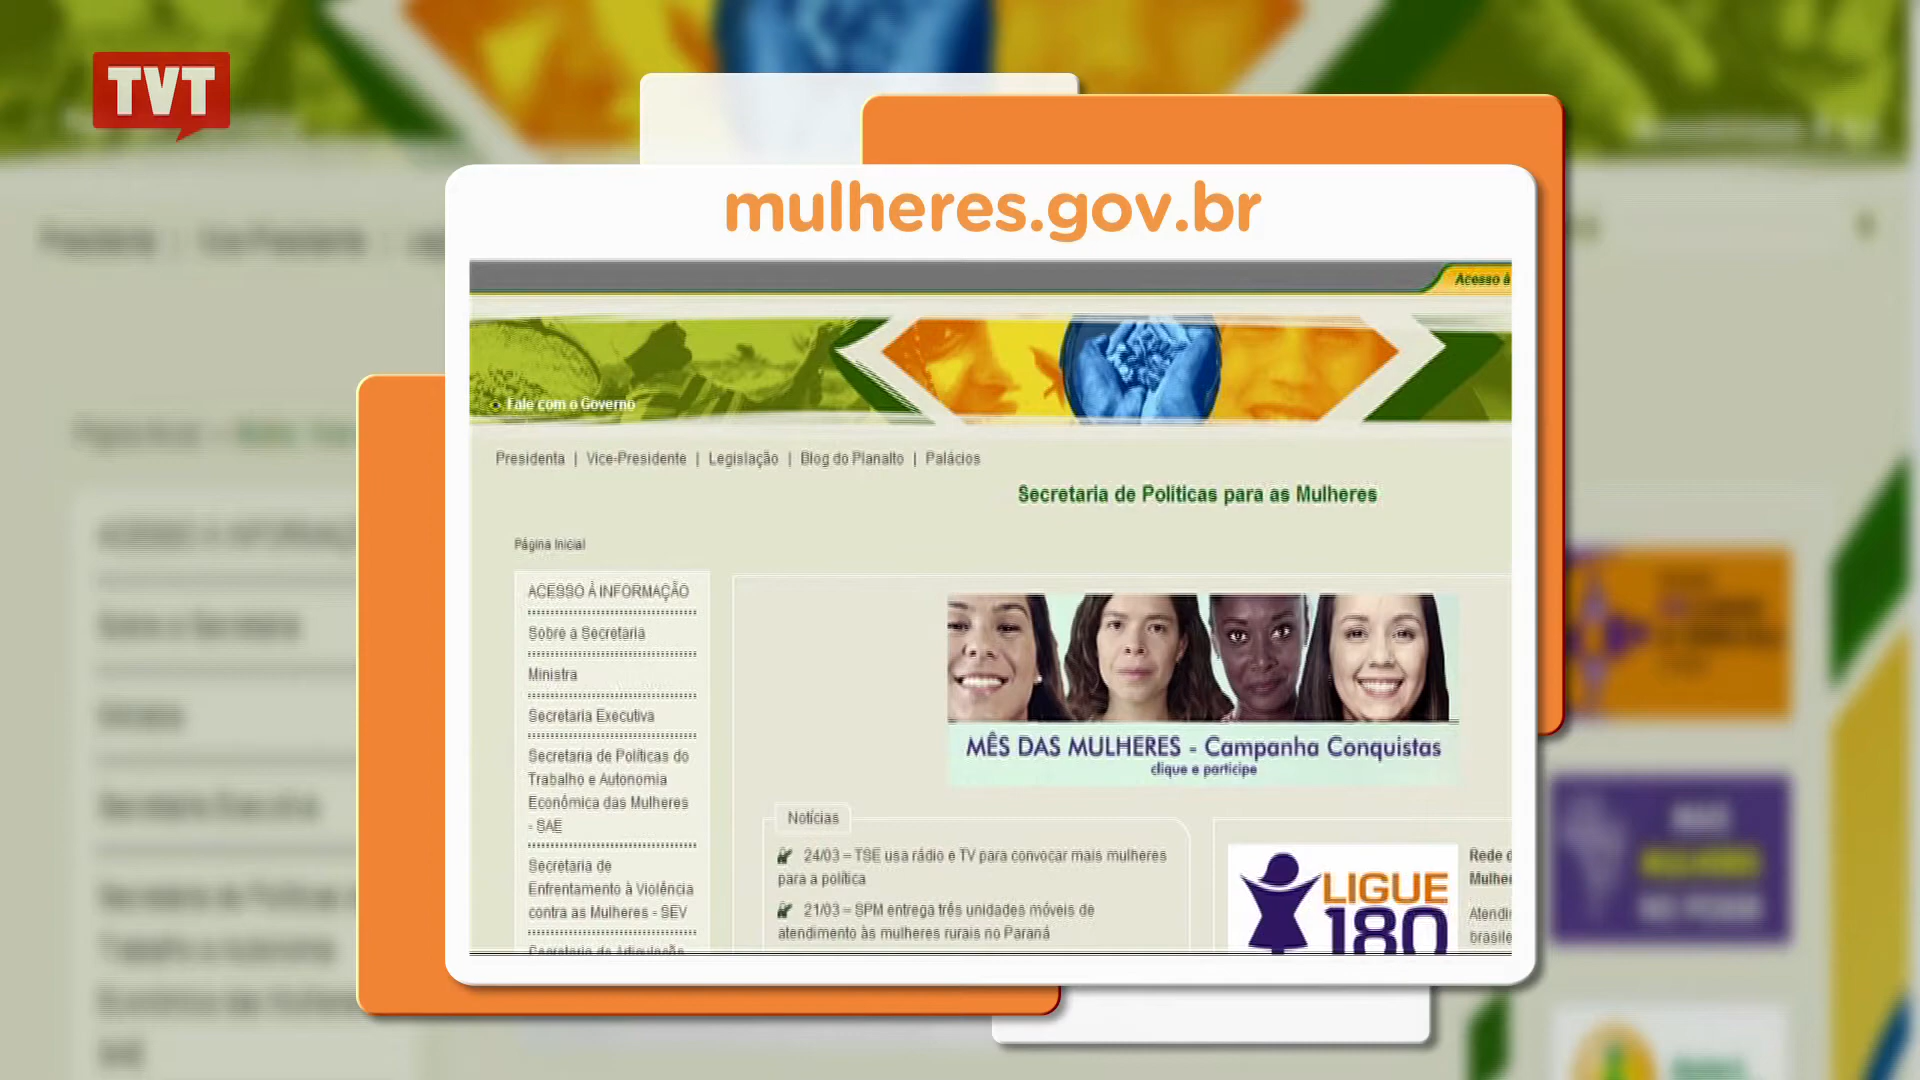 TVT
mulheres.gov.br
Acesso à
Fale com o Governo
Presidenta | Vice-Presidente | Legislação | Blog do Planalto | Palácios
Secretaria de Políticas para as Mulheres
Página Inicial
ACESSO À INFORMAÇÃO
Sobre a Secretaria
Ministra
Secretaria Executiva
Secretaria de Políticas do
Trabalho e Autonomia
Econômica das Mulheres
- SAE
Secretaria de
Enfrentamento à Violência
contra as Mulheres - SEV
Secretaria de Articulação
MÊS DAS MULHERES - Campanha Conquistas
clique e participe
Notícias
24/03 – TSE usa rádio e TV para convocar mais mulheres
para a política
21/03 – SPM entrega três unidades móveis de
atendimento às mulheres rurais no Paraná
LIGUE
180
Rede d
Mulher
Atendi
brasile